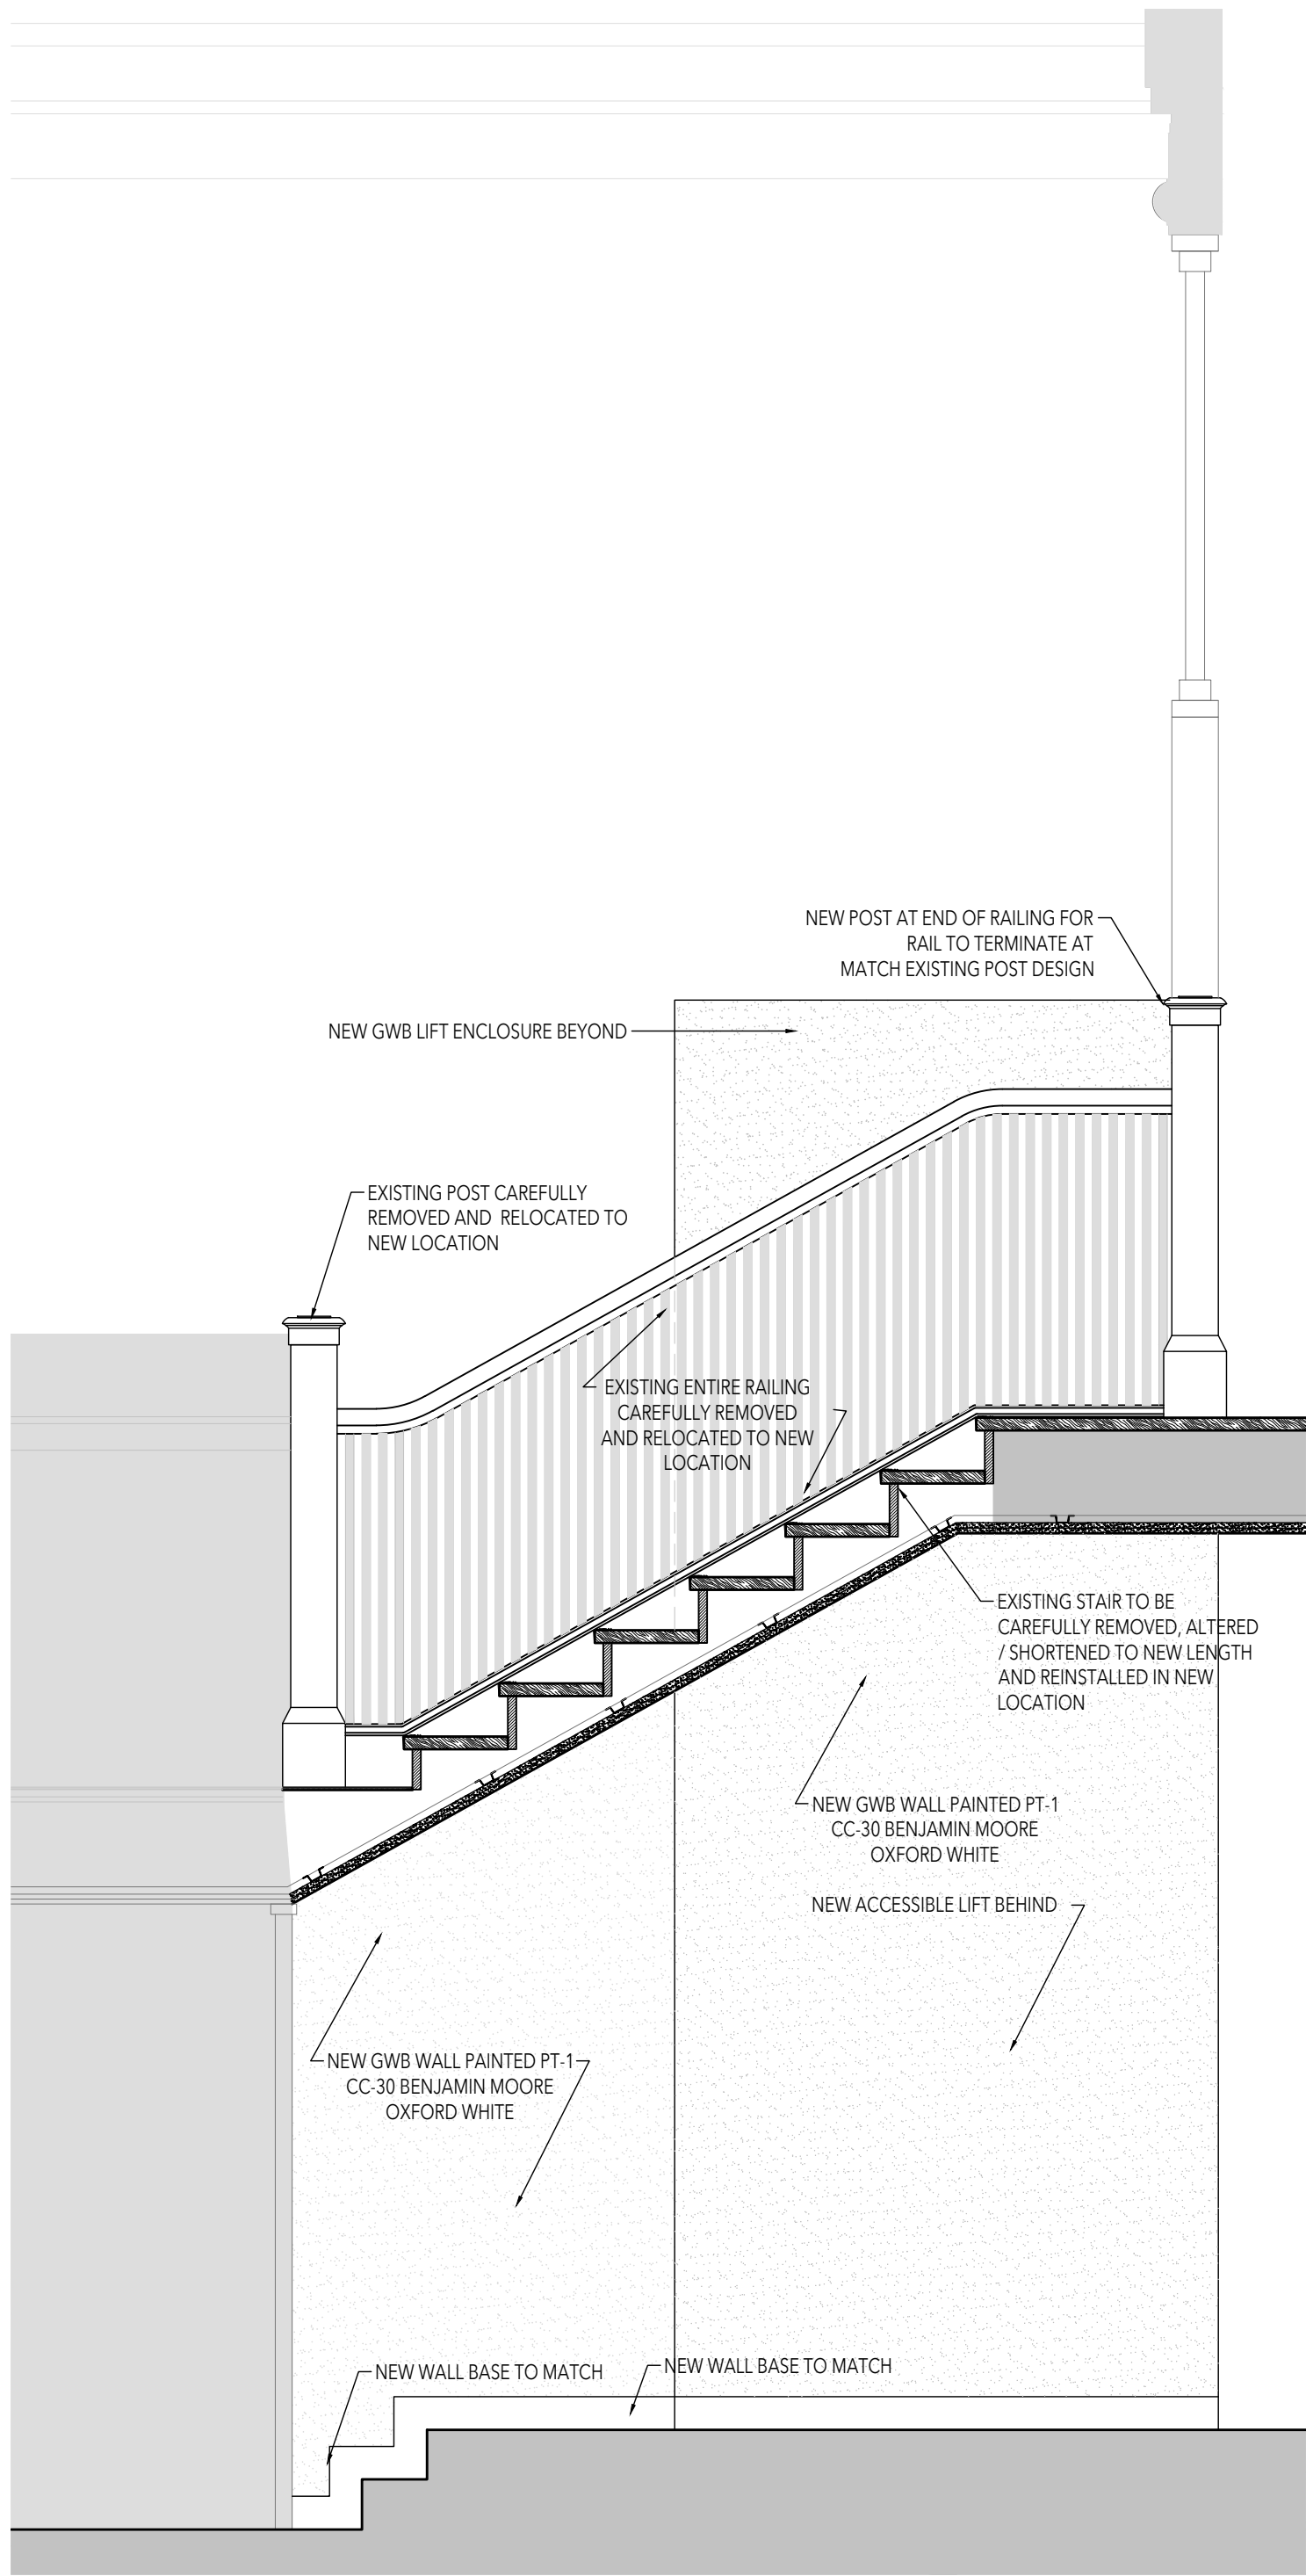 NEW POST AT END OF RAILING FOR
RAIL TO TERMINATE AT
MATCH EXISTING POST DESIGN
NEW GWB LIFT ENCLOSURE BEYOND
EXISTING POST CAREFULLY
REMOVED AND RELOCATED TO
NEW LOCATION
EXISTING ENTIRE RAILING
CAREFULLY REMOVED
AND RELOCATED TO NEW
LOCATION
EXISTING STAIR TO BE
CAREFULLY REMOVED, ALTERED
/ SHORTENED TO NEW LENGTH
AND REINSTALLED IN NEW
LOCATION
NEW GWB WALL PAINTED PT-1
CC-30 BENJAMIN MOORE
OXFORD WHITE
NEW ACCESSIBLE LIFT BEHIND
NEW GWB WALL PAINTED PT-1
CC-30 BENJAMIN MOORE
OXFORD WHITE
NEW WALL BASE TO MATCH
NEW WALL BASE TO MATCH